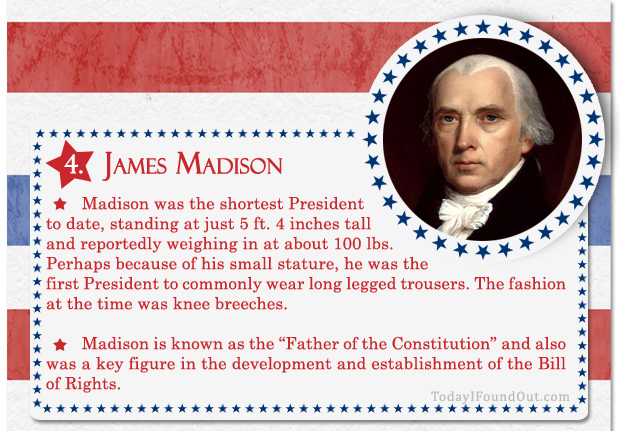 4. James Madison
Madison was the shortest President
to date, standing at just 5 ft. 4 inches tall
and reportedly weighing in at about 100 lbs.
Perhaps because of his small stature, he was the
first President to commonly wear long legged trousers. The fashion
at the time was knee breeches.
Madison is known as the “Father of the Constitution” and also
was a key figure in the development and establishment of the Bill
of Rights.
TodayIFoundOut.com